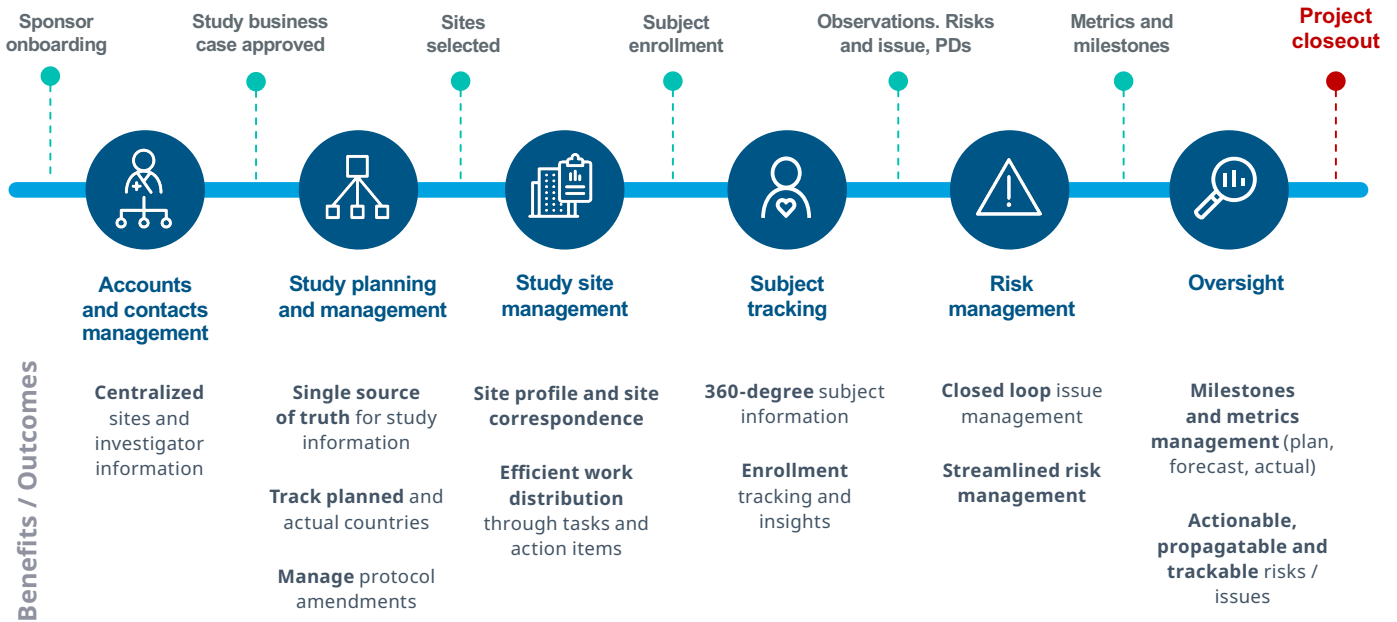 Sponsor
onboarding
Study business
case approved
Sites
selected
Subject
enrollment
Observations. Risks
and issue, PDs
Metrics and
milestones
Project
closeout
Accounts
and contacts
management
Study planning
and management
Study site
management
Subject
tracking
Risk
management
Oversight
Benefits / Outcomes
Centralized
sites and
investigator
information
Single source
of truth for study
information
Track planned and
actual countries
Manage protocol
amendments
Site profile and site
correspondence
Efficient work
distribution
through tasks and
action items
360-degree subject
information
Enrollment
tracking and
insights
Closed loop issue
management
Streamlined risk
management
Milestones
and metrics
management (plan,
forecast, actual)
Actionable,
propagatable and
trackable risks /
issues